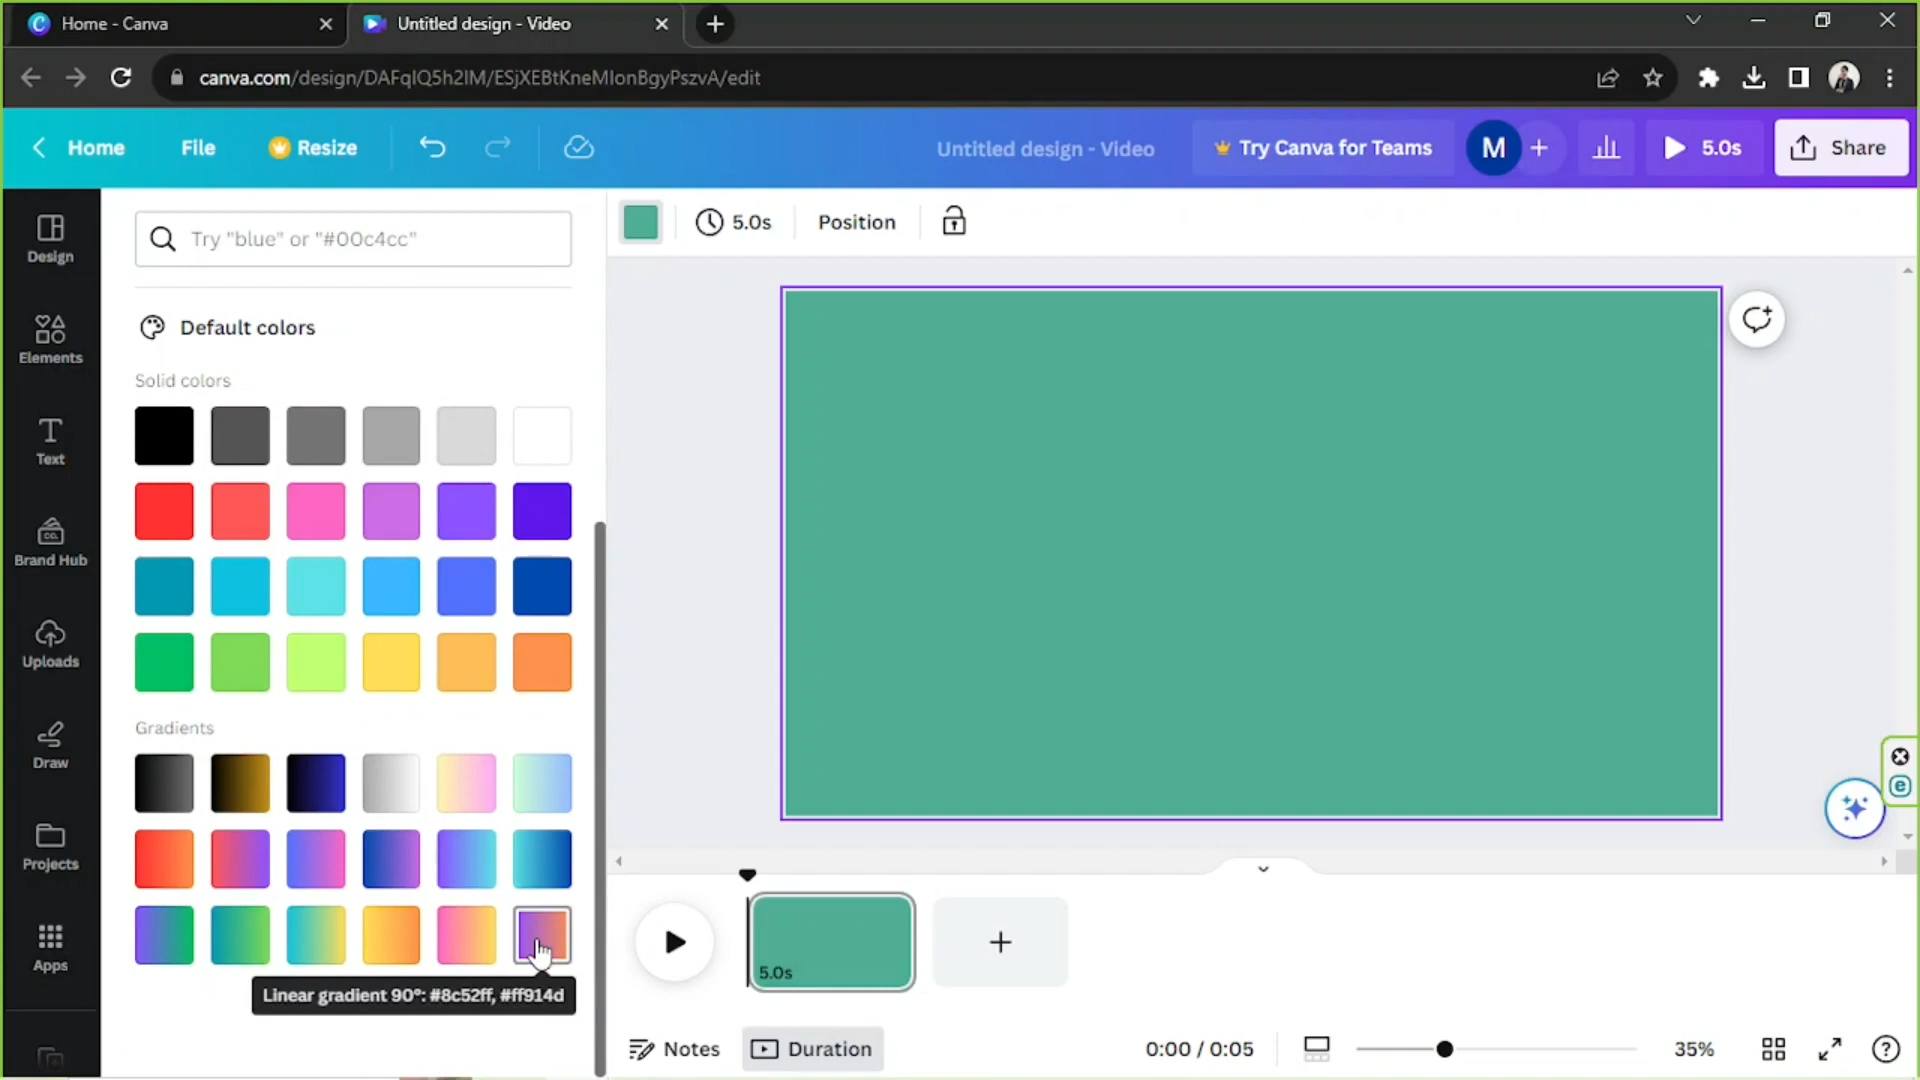 Home - Canva
Untitled design - Video
canva.com/design/DAFqIQ5h2IM/ESjXEBtKneMIonBgyPszvA/edit
Home
File
Resize
Untitled design - Video
Try Canva for Teams
M
5.0s
Share
Design
Elements
Text
Brand Hub
Uploads
Draw
Projects
Apps
Try "blue" or "#00c4cc"
5.0s
Position
Default colors
Solid colors
Gradients
Linear gradient 90°: #8c52ff, #ff914d
5.0s
Notes
Duration
0:00 / 0:05
35%